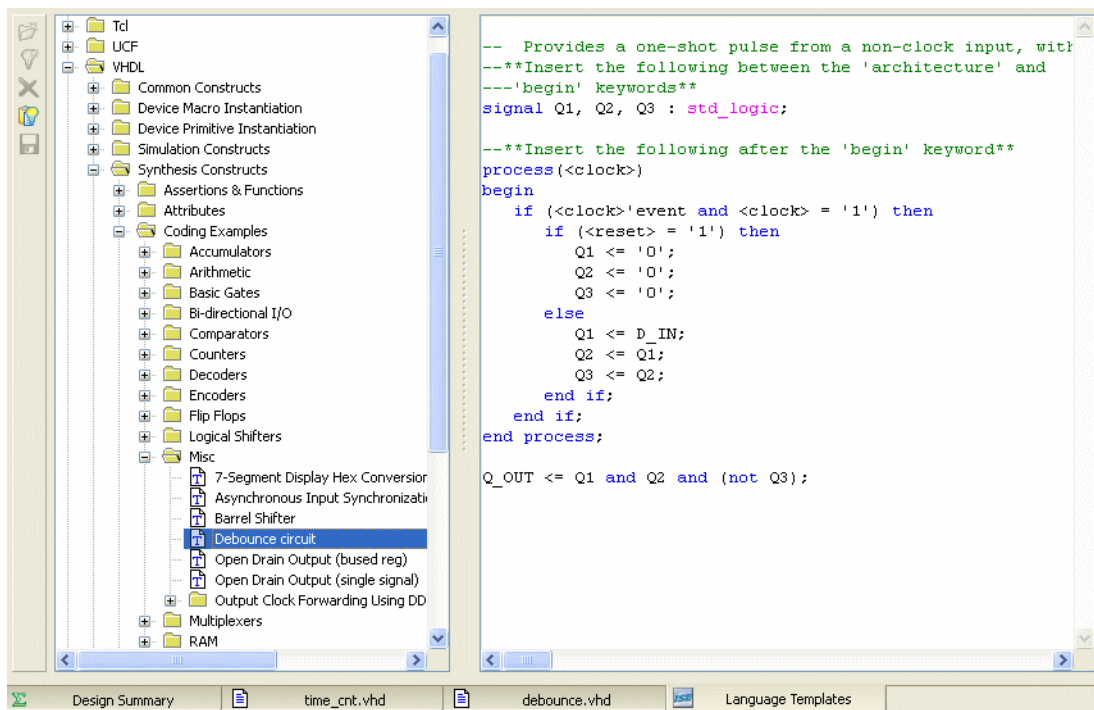 Tcl
UCF
VHDL
Common Constructs
Device Macro Instantiation
Device Primitive Instantiation
Simulation Constructs
Synthesis Constructs
Assertions & Functions
Attributes
Coding Examples
Accumulators
Arithmetic
Basic Gates
Bi-directional I/O
Comparators
Counters
Decoders
Encoders
Flip Flops
Logical Shifters
Misc
7-Segment Display Hex Conversion
Asynchronous Input Synchronizati
Barrel Shifter
Debounce circuit
Open Drain Output (bused reg)
Open Drain Output (single signal)
Output Clock Forwarding Using DD
Multiplexers
RAM
--  Provides a one-shot pulse from a non-clock input, with
--**Insert the following between the 'architecture' and
---'begin' keywords**
signal Q1, Q2, Q3 : std_logic;
--**Insert the following after the 'begin' keyword**
process(<clock>)
begin
   if (<clock>'event and <clock> = '1') then
      if (<reset> = '1') then
         Q1 <= '0';
         Q2 <= '0';
         Q3 <= '0';
      else
         Q1 <= D_IN;
         Q2 <= Q1;
         Q3 <= Q2;
      end if;
   end if;
end process;
Q_OUT <= Q1 and Q2 and (not Q3);
Σ Design Summary time_cnt.vhd debounce.vhd ISE Language Templates